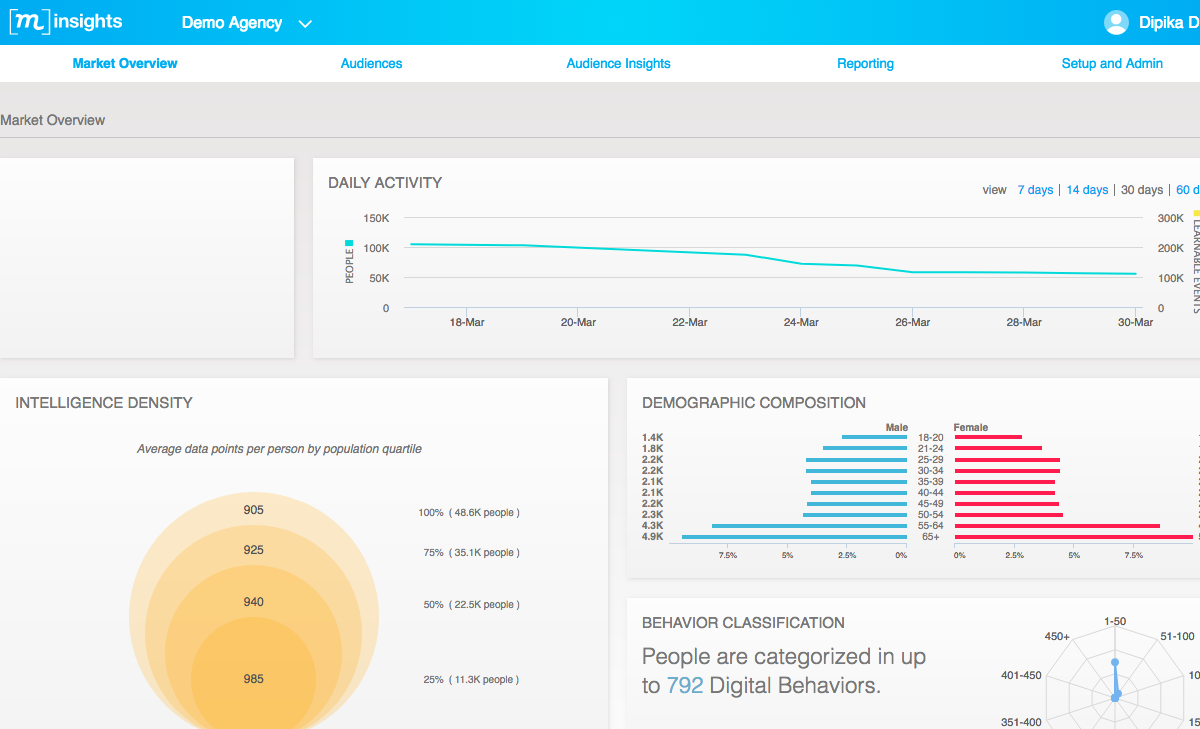 [m] insights
Demo Agency
Dipika D
Market Overview
Audiences
Audience Insights
Reporting
Setup and Admin
Market Overview
DAILY ACTIVITY
view 7 days | 14 days | 30 days | 60 d
150K
100K
50K
0
PEOPLE
300K
200K
100K
0
LEARNABLE EVENTS
18-Mar
20-Mar
22-Mar
24-Mar
26-Mar
28-Mar
30-Mar
INTELLIGENCE DENSITY
Average data points per person by population quartile
905
100% ( 48.6K people )
925
75% ( 35.1K people )
940
50% ( 22.5K people )
985
25% ( 11.3K people )
DEMOGRAPHIC COMPOSITION
Male
Female
1.4K 18-20
1.8K 21-24
2.2K 25-29
2.2K 30-34
2.1K 35-39
2.1K 40-44
2.2K 45-49
2.3K 50-54
4.3K 55-64
4.9K 65+
7.5% 5% 2.5% 0% 0% 2.5% 5% 7.5%
BEHAVIOR CLASSIFICATION
People are categorized in up
to 792 Digital Behaviors.
1-50
450+
51-100
401-450
10
351-400
15